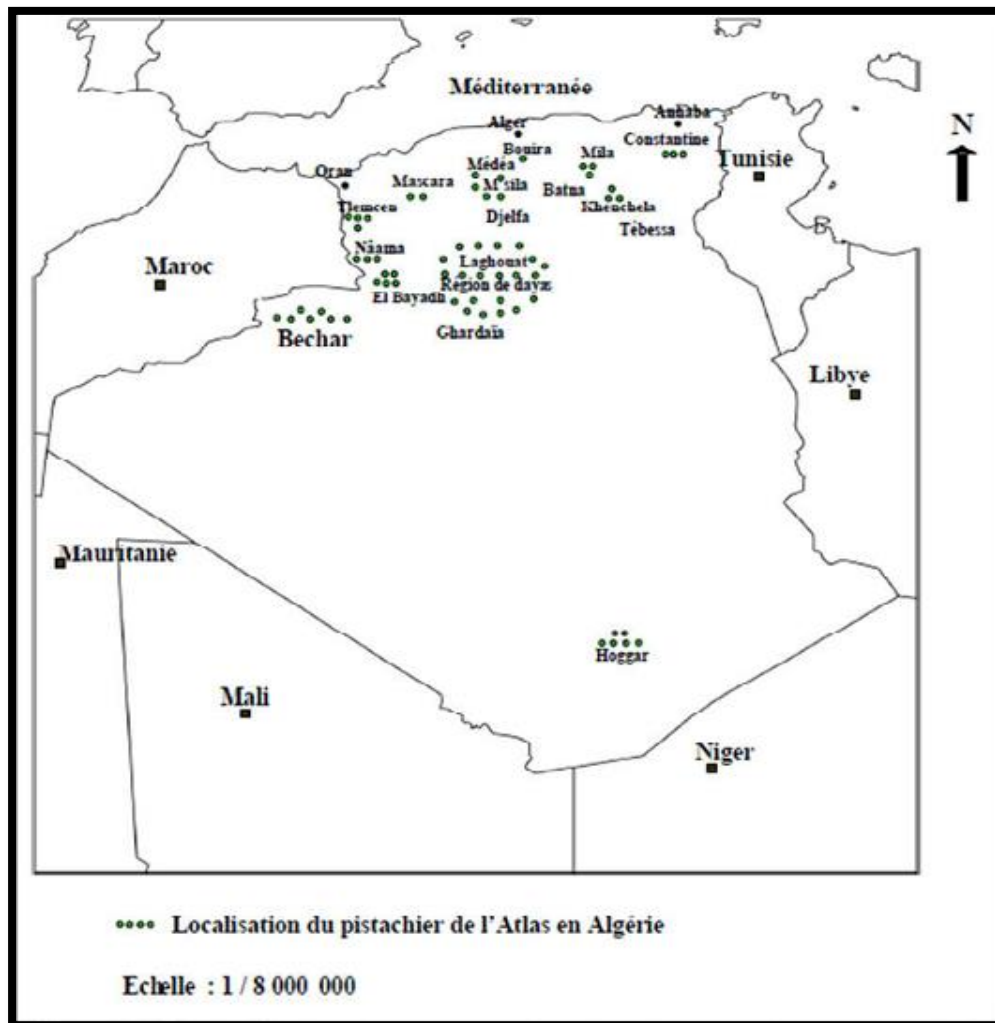 Méditerranée
N
Annaba
Alger
Constantine
Bouira
Mila
Médéa
Tunisie
Oran
Mascara
M'sila
Batna
Khenchela
Tlemcen
Djelfa
Tébessa
Nâama
Laghouat
Maroc
Région de dayas
El Bayadh
Ghardaïa
Bechar
Libye
Mauritanie
Hoggar
Mali
Niger
Localisation du pistachier de l'Atlas en Algérie
Echelle : 1 / 8 000 000